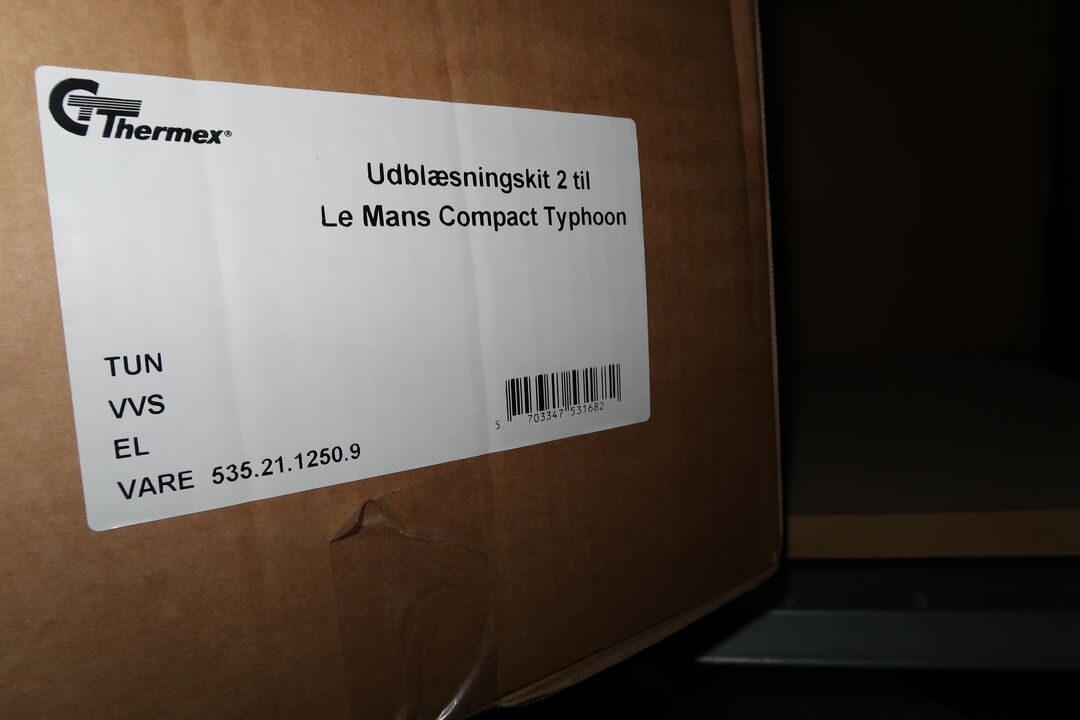 Thermex®
Udblæsningskit 2 til
Le Mans Compact Typhoon
TUN
VVS
EL
VARE 535.21.1250.9
5 703347 531682